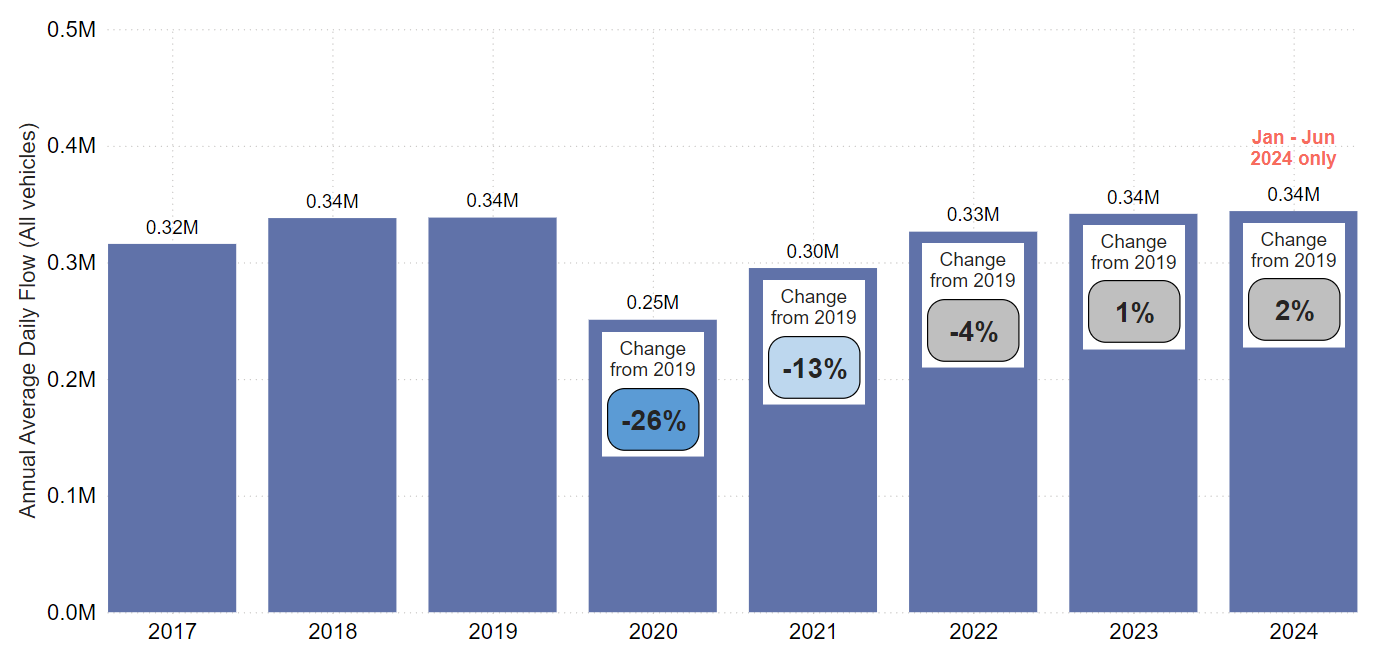 Annual Average Daily Flow (All vehicles)
0.5M
0.4M
0.3M
0.2M
0.1M
0.0M
0.32M
0.34M
0.34M
0.25M
Change
from 2019
-26%
0.30M
Change
from 2019
-13%
0.33M
Change
from 2019
-4%
0.34M
Change
from 2019
1%
Jan - Jun
2024 only
0.34M
Change
from 2019
2%
2017
2018
2019
2020
2021
2022
2023
2024